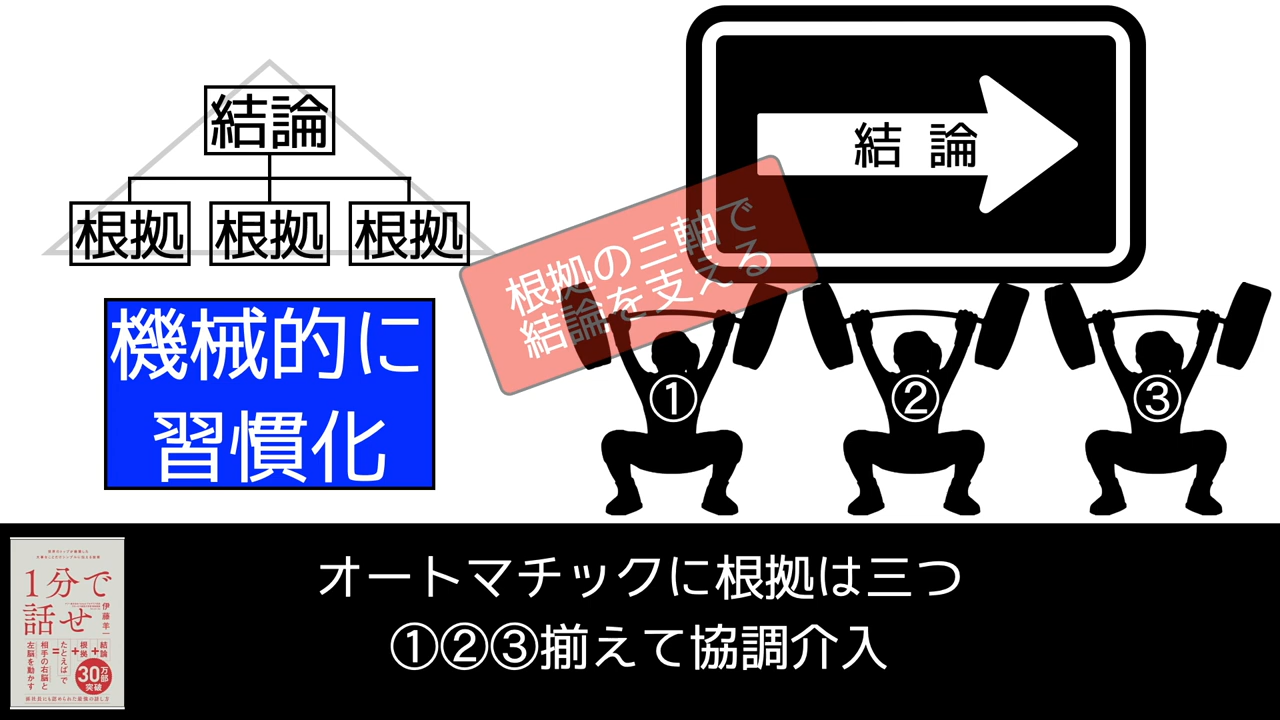 結論
根拠 根拠 根拠
機械的に
習慣化
結 論
根拠の三軸で
結論を支える
① ② ③
オートマチックに根拠は三つ
①②③揃えて協調介入
1分で
話せ
伊藤羊一
結論
+
根拠
+
たとえば で
=
相手の右脳と
左脳を動かす
30万部
突破